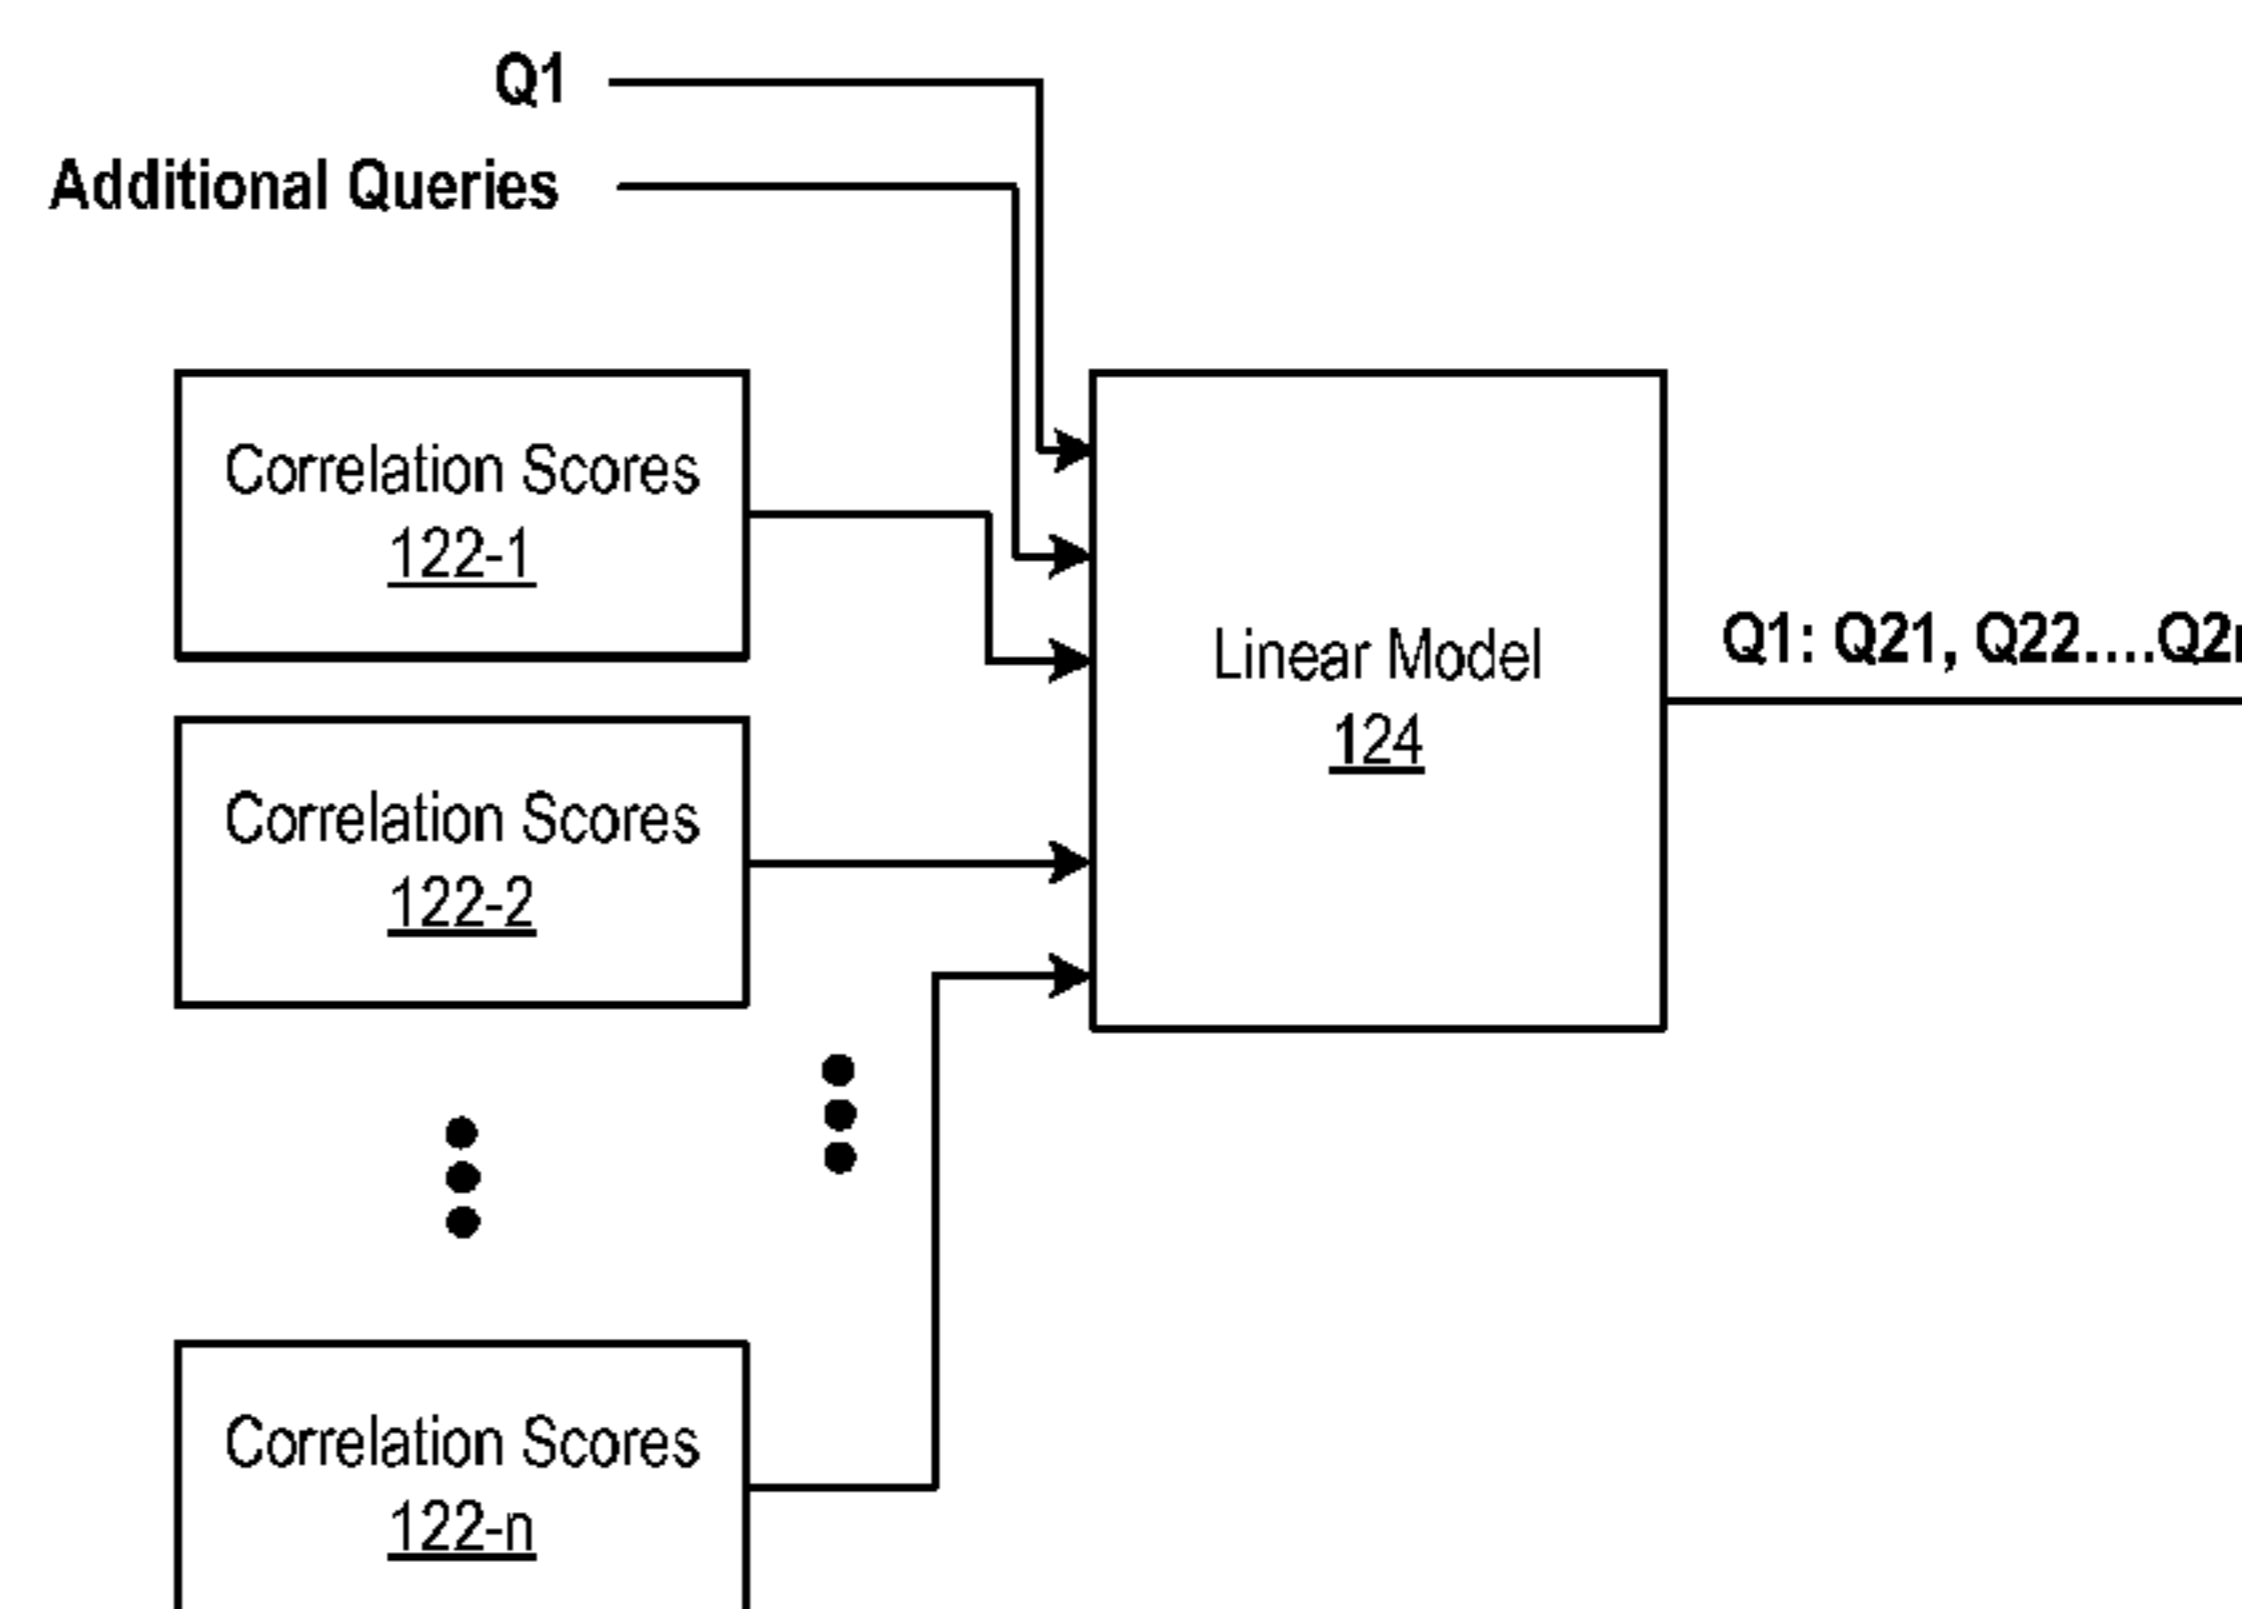 Q1
Additional Queries
Correlation Scores
122-1
Linear Model
124
Q1: Q21, Q22....
Correlation Scores
122-2
Correlation Scores
122-n